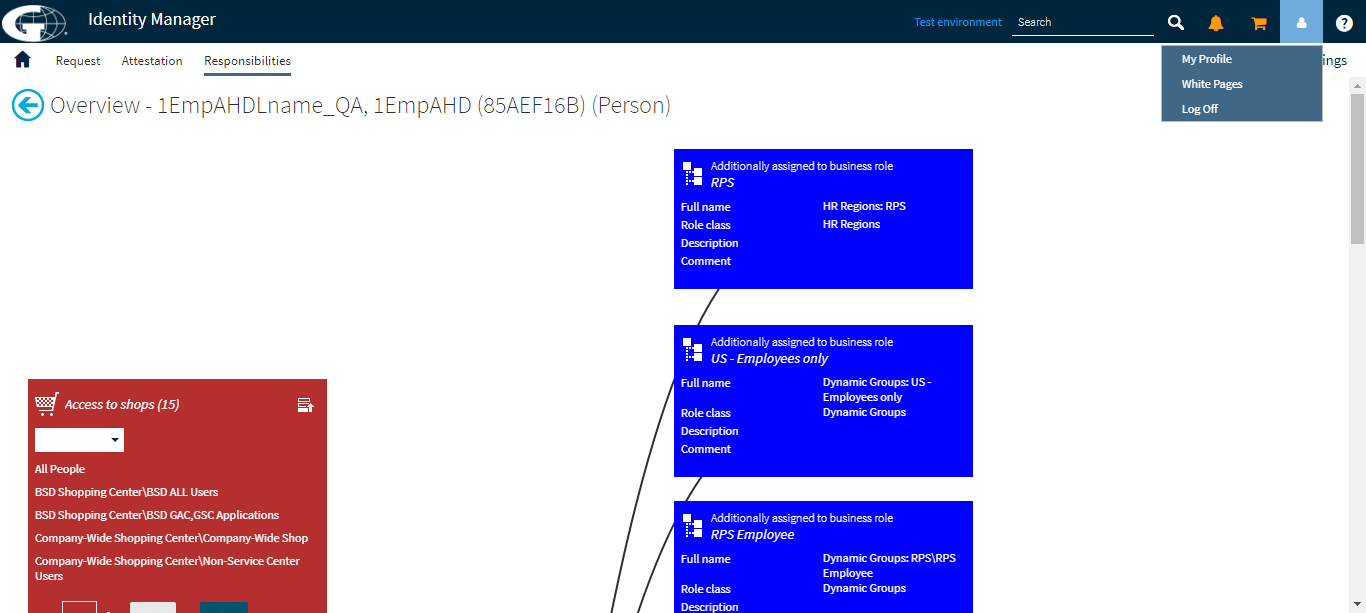 Identity Manager
Test environment
Search
?
Request
Attestation
Responsibilities
ings
My Profile
White Pages
Log Off
Overview - 1EmpAHDLname_QA, 1EmpAHD (85AEF16B) (Person)
Additionally assigned to business role
RPS
Full name HR Regions: RPS
Role class HR Regions
Description
Comment
Additionally assigned to business role
US - Employees only
Full name Dynamic Groups: US -
Employees only
Role class Dynamic Groups
Description
Comment
Access to shops (15)
All People
BSD Shopping Center\BSD ALL Users
BSD Shopping Center\BSD GAC,GSC Applications
Company-Wide Shopping Center\Company-Wide Shop
Company-Wide Shopping Center\Non-Service Center
Users
Additionally assigned to business role
RPS Employee
Full name Dynamic Groups: RPS\RPS
Employee
Role class Dynamic Groups
Description